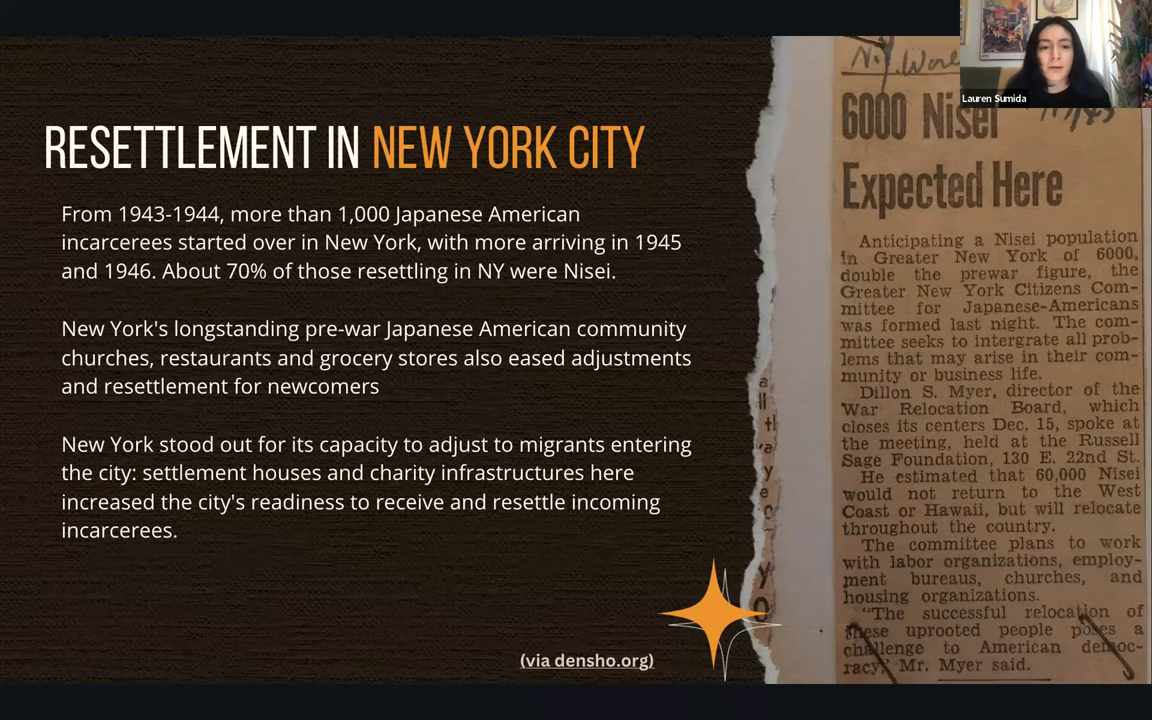 RESETTLEMENT IN NEW YORK CITY
From 1943-1944, more than 1,000 Japanese American
incarcerees started over in New York, with more arriving in 1945
and 1946. About 70% of those resettling in NY were Nisei.
New York's longstanding pre-war Japanese American community
churches, restaurants and grocery stores also eased adjustments
and resettlement for newcomers
New York stood out for its capacity to adjust to migrants entering
the city: settlement houses and charity infrastructures here
increased the city's readiness to receive and resettle incoming
incarcerees.
(via densho.org)
N.Y.
6000 Nisei
Expected Here
Anticipating a Nisei population
in Greater New York of 6000,
double the prewar figure, the
Greater New York Citizens Com-
mittee for Japanese-Americans
was formed last night. The com-
mittee seeks to intergrate all prob-
lems that may arise in their com-
munity or business life.
Dillon S. Myer, director of the
War Relocation Board, which
closes its centers Dec. 15, spoke at
the meeting, held at the Russell
Sage Foundation, 130 E. 22nd St.
He estimated that 60,000 Nisei
would not return to the West
Coast or Hawaii, but will relocate
throughout the country.
The committee plans to work
with labor organizations, employ-
ment bureaus, churches, and
housing organizations.
"The successful relocation of
these uprooted people poses a
challenge to American democ-
racy," Mr. Myer said.
Lauren Sumida